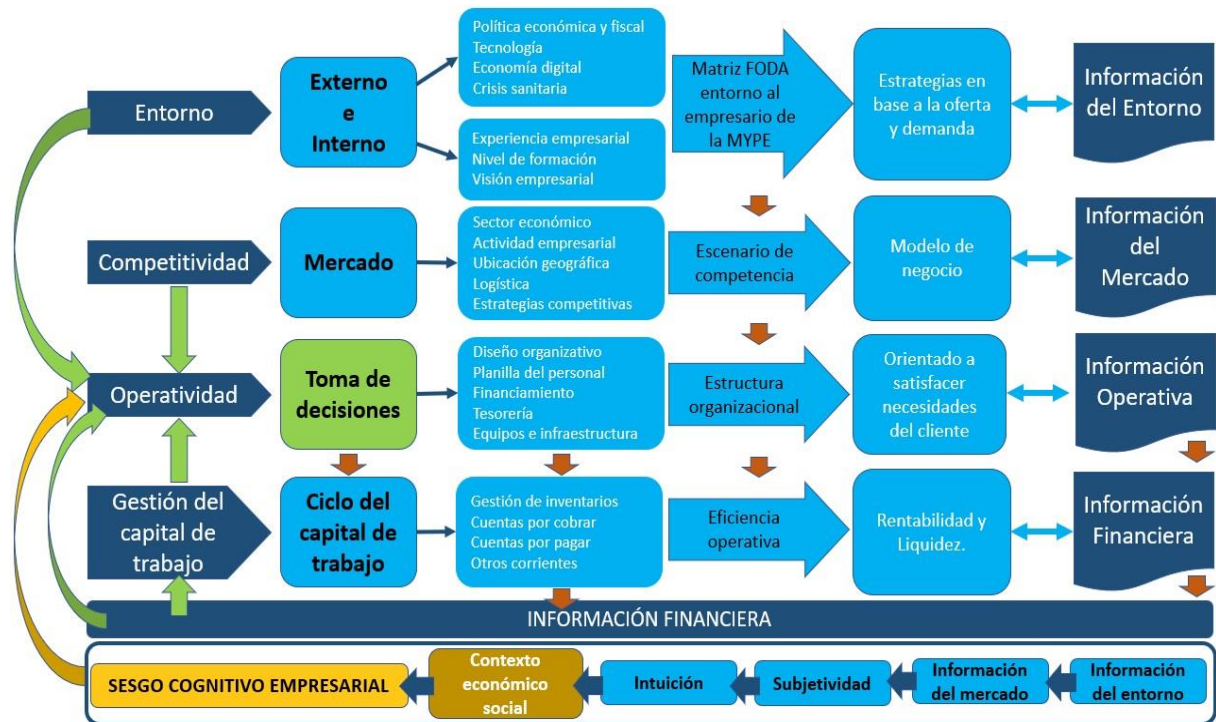 Entorno
Externo
e
Interno
Política económica y fiscal
Tecnología
Economía digital
Crisis sanitaria
Experiencia empresarial
Nivel de formación
Visión empresarial
Matriz FODA
entorno al
empresario de
la MYPE
Estrategias en
base a la oferta
y demanda
Información
del Entorno
Competitividad
Mercado
Sector económico
Actividad empresarial
Ubicación geográfica
Logística
Estrategias competitivas
Escenario de
competencia
Modelo de
negocio
Información
del
Mercado
Operatividad
Toma de
decisiones
Diseño organizativo
Planilla del personal
Financiamiento
Tesorería
Equipos e infraestructura
Estructura
organizacional
Orientado a
satisfacer
necesidades
del cliente
Información
Operativa
Gestión del
capital de
trabajo
Ciclo del
capital de
trabajo
Gestión de inventarios
Cuentas por cobrar
Cuentas por pagar
Otros corrientes
Eficiencia
operativa
Rentabilidad y
Liquidez.
Información
Financiera
INFORMACIÓN FINANCIERA
SESGO COGNITIVO EMPRESARIAL
Contexto
económico
social
Intuición
Subjetividad
Información
del mercado
Información
del entorno